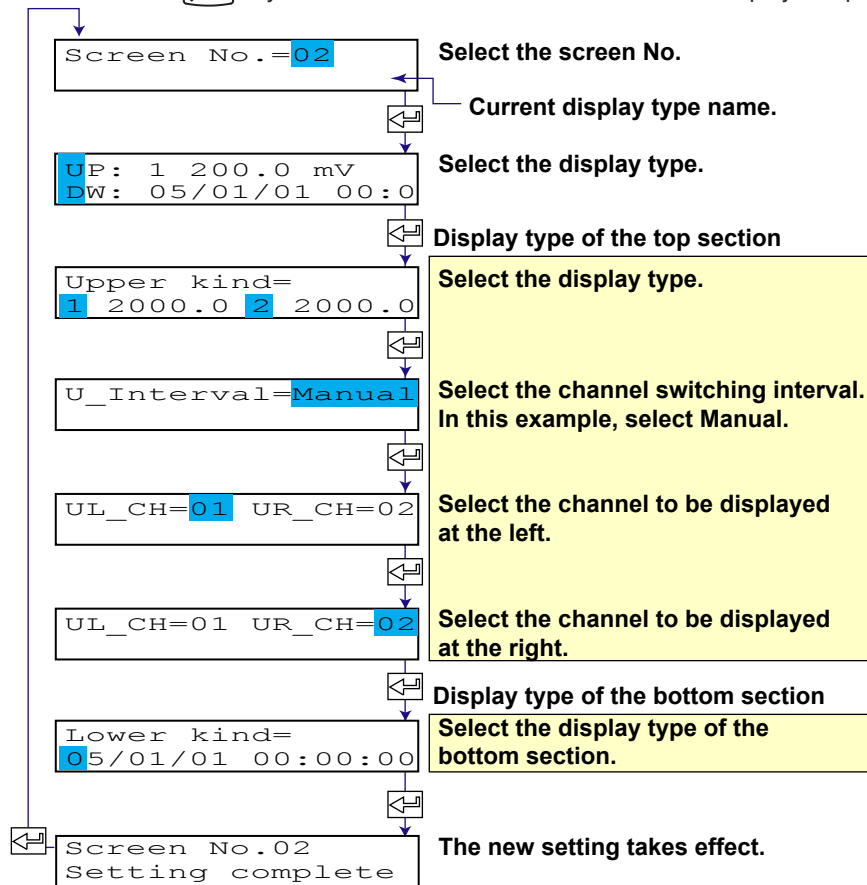 Screen No.=02
Select the screen No.
Current display type name.
UP: 1 200.0 mV
DW: 05/01/01 00:0
Select the display type.
Display type of the top section
Upper kind=
1 2000.0 2 2000.0
Select the display type.
U_Interval=Manual
Select the channel switching interval.
In this example, select Manual.
UL_CH=01 UR_CH=02
Select the channel to be displayed
at the left.
UL_CH=01 UR_CH=02
Select the channel to be displayed
at the right.
Display type of the bottom section
Lower kind=
05/01/01 00:00:00
Select the display type of the
bottom section.
Screen No.02
Setting complete
The new setting takes effect.